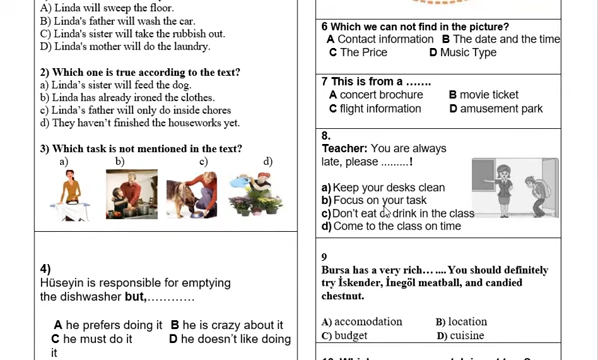 A) Linda will sweep the floor.
B) Linda's father will wash the car.
C) Linda's sister will take the rubbish out.
D) Linda's mother will do the laundry.
2) Which one is true according to the text?
a) Linda's sister will feed the dog.
b) Linda has already ironed the clothes.
c) Linda's father will only do inside chores
d) They haven't finished the houseworks yet.
3) Which task is not mentioned in the text?
a) b) c) d)
4)
Hüseyin is responsible for emptying
the dishwasher but,…………
A he prefers doing it B he is crazy about it
C he must do it D he doesn't like doing
it
6 Which we can not find in the picture?
A Contact information B The date and the time
C The Price D Music Type
7 This is from a …….
A concert brochure B movie ticket
C flight information D amusement park
8.
Teacher: You are always
late, please .........!
a) Keep your desks clean
b) Focus on your task
c) Don't eat or drink in the class
d) Come to the class on time
9
Bursa has a very rich… .... You should definitely
try İskender, İnegöl meatball, and candied
chestnut.
A) accomodation B) location
C) budget D) cuisine